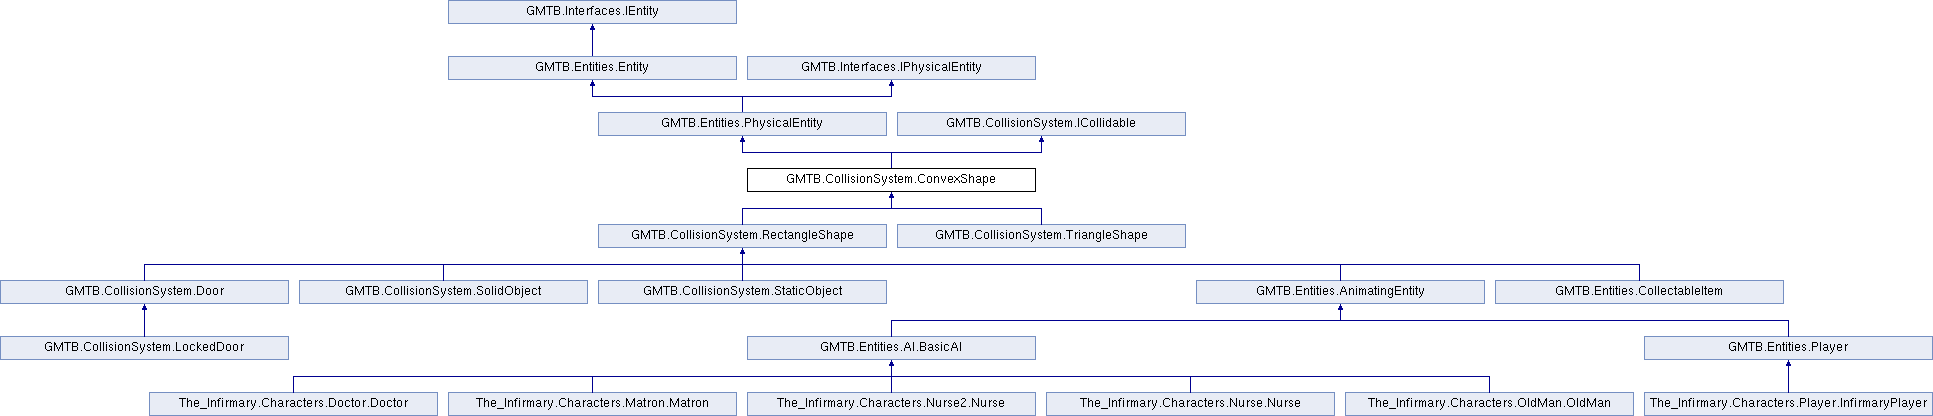 GMTB.Interfaces.IEntity
GMTB.Entities.Entity
GMTB.Interfaces.IPhysicalEntity
GMTB.Entities.PhysicalEntity
GMTB.CollisionSystem.ICollidable
GMTB.CollisionSystem.ConvexShape
GMTB.CollisionSystem.RectangleShape
GMTB.CollisionSystem.TriangleShape
GMTB.CollisionSystem.Door
GMTB.CollisionSystem.SolidObject
GMTB.CollisionSystem.StaticObject
GMTB.Entities.AnimatingEntity
GMTB.Entities.CollectableItem
GMTB.CollisionSystem.LockedDoor
GMTB.Entities.AI.BasicAI
GMTB.Entities.Player
The_Infirmary.Characters.Doctor.Doctor
The_Infirmary.Characters.Matron.Matron
The_Infirmary.Characters.Nurse2.Nurse
The_Infirmary.Characters.Nurse.Nurse
The_Infirmary.Characters.OldMan.OldMan
The_Infirmary.Characters.Player.InfirmaryPlayer